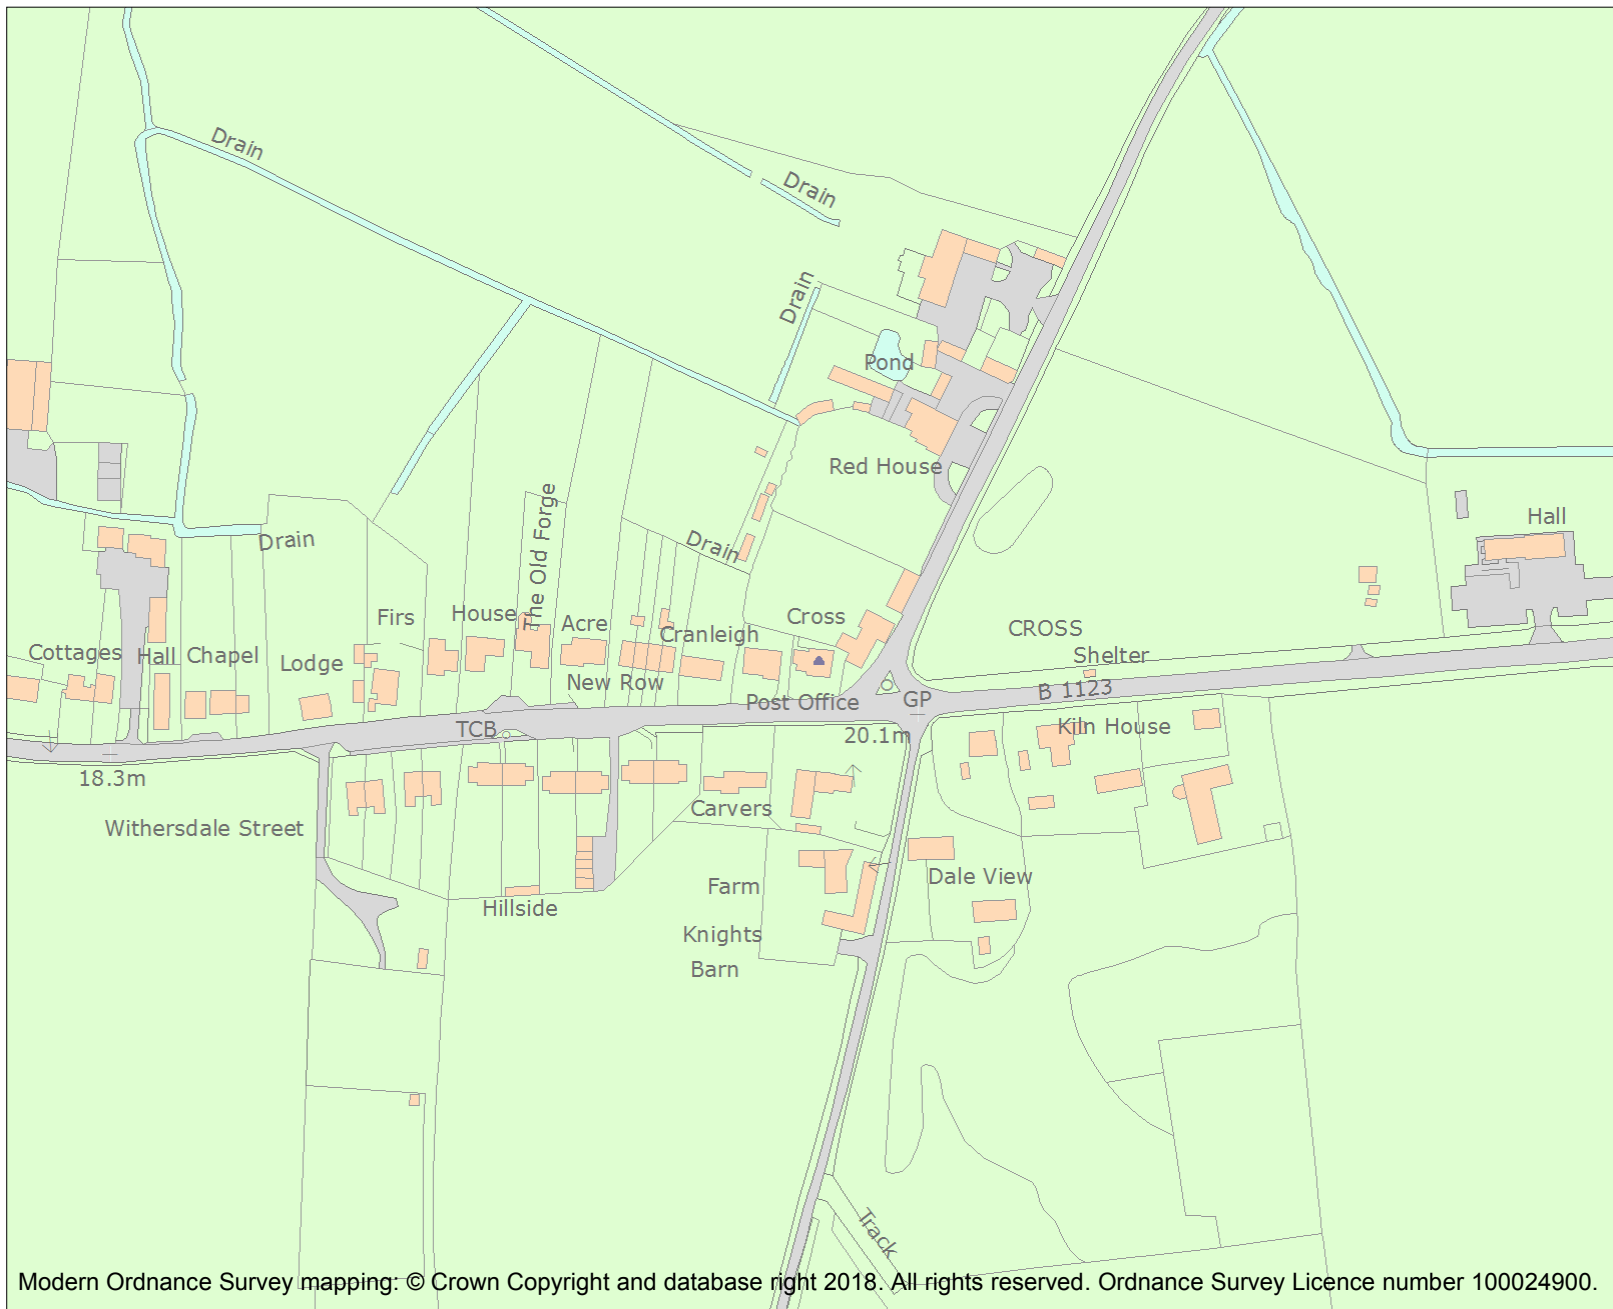 Drain
Drain
Drain
Pond
Red House
Hall
The Old Forge
Drain
Drain
Firs
House
Acre
Cross
CROSS
Cranleigh
Cottages
Hall
Chapel
Lodge
Shelter
New Row
B 1123
Post Office
GP
TCB
Kiln House
20.1m
18.3m
Carvers
Withersdale Street
Dale View
Farm
Hillside
Knights
Barn
Track
Modern Ordnance Survey mapping: © Crown Copyright and database right 2018. All rights reserved. Ordnance Survey Licence number 100024900.